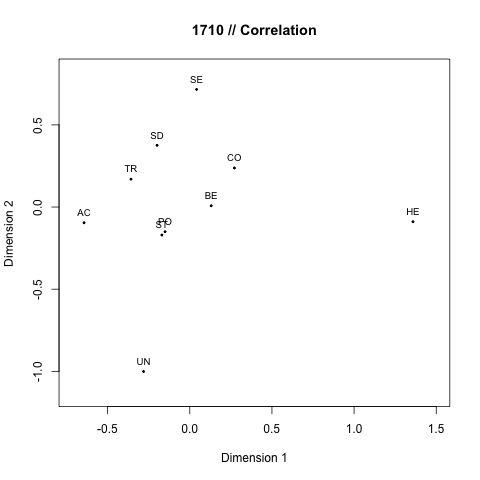 1710 // Correlation
SE
SD
CO
TR
BE
AC
HE
PO
ST
UN
Dimension 2
0.5
0.0
-0.5
-1.0
-0.5
0.0
0.5
1.0
1.5
Dimension 1